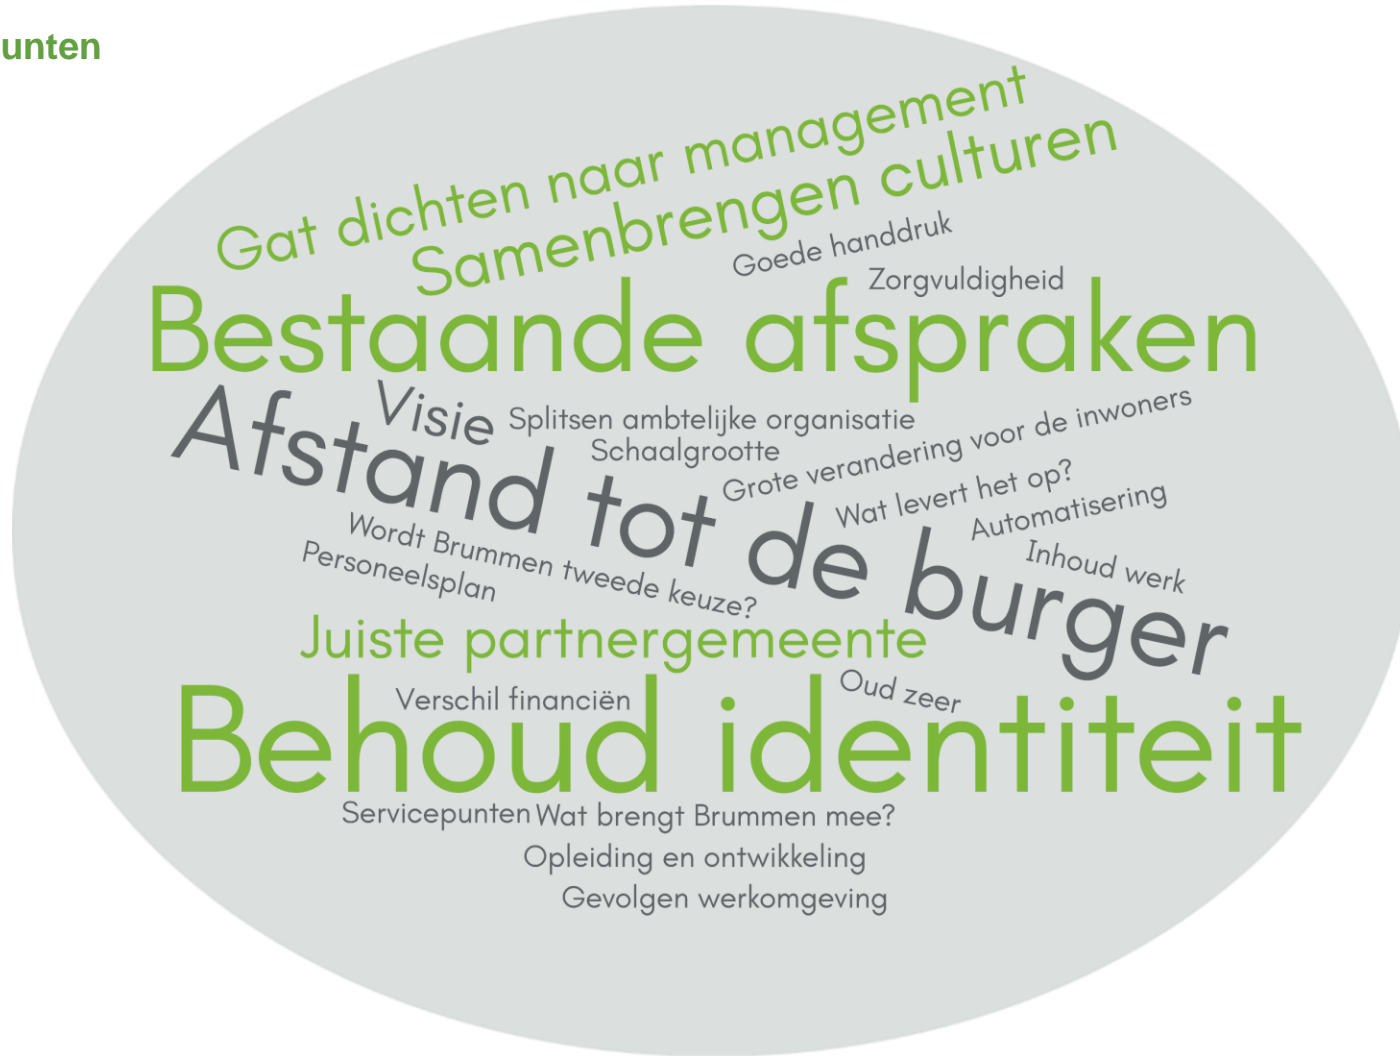 unten
Gat dichten naar management
Samenbrengen culturen
Goede handdruk
Zorgvuldigheid
Bestaande afspraken
Visie
Splitsen ambtelijke organisatie
Schaalgrootte
Afstand tot de burger
Grote verandering voor de inwoners
Wat levert het op?
Automatisering
Inhoud werk
Wordt Brummen tweede keuze?
Personeelsplan
Juiste partnergemeente
Verschil financiën
Oud zeer
Behoud identiteit
Servicepunten
Wat brengt Brummen mee?
Opleiding en ontwikkeling
Gevolgen werkomgeving